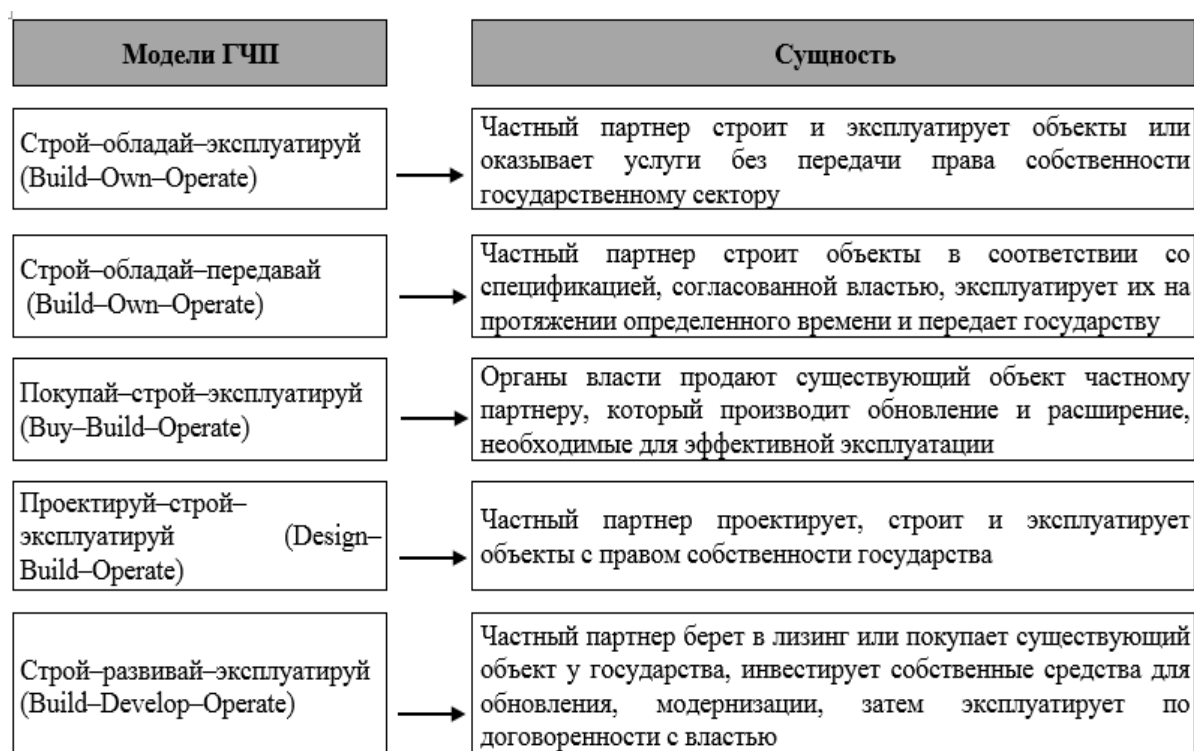 Модели ГЧП
Сущность
Строй–обладай–эксплуатируй
(Build–Own–Operate)
Частный партнер строит и эксплуатирует объекты или
оказывает услуги без передачи права собственности
государственному сектору
Строй–обладай–передавай
(Build–Own–Operate)
Частный партнер строит объекты в соответствии со
спецификацией, согласованной властью, эксплуатирует их на
протяжении определенного времени и передает государству
Покупай–строй–эксплуатируй
(Buy–Build–Operate)
Органы власти продают существующий объект частному
партнеру, который производит обновление и расширение,
необходимые для эффективной эксплуатации
Проектируй–строй–
эксплуатируй (Design–
Build–Operate)
Частный партнер проектирует, строит и эксплуатирует
объекты с правом собственности государства
Строй–развивай–эксплуатируй
(Build–Develop–Operate)
Частный партнер берет в лизинг или покупает существующий
объект у государства, инвестирует собственные средства для
обновления, модернизации, затем эксплуатирует по
договоренности с властью